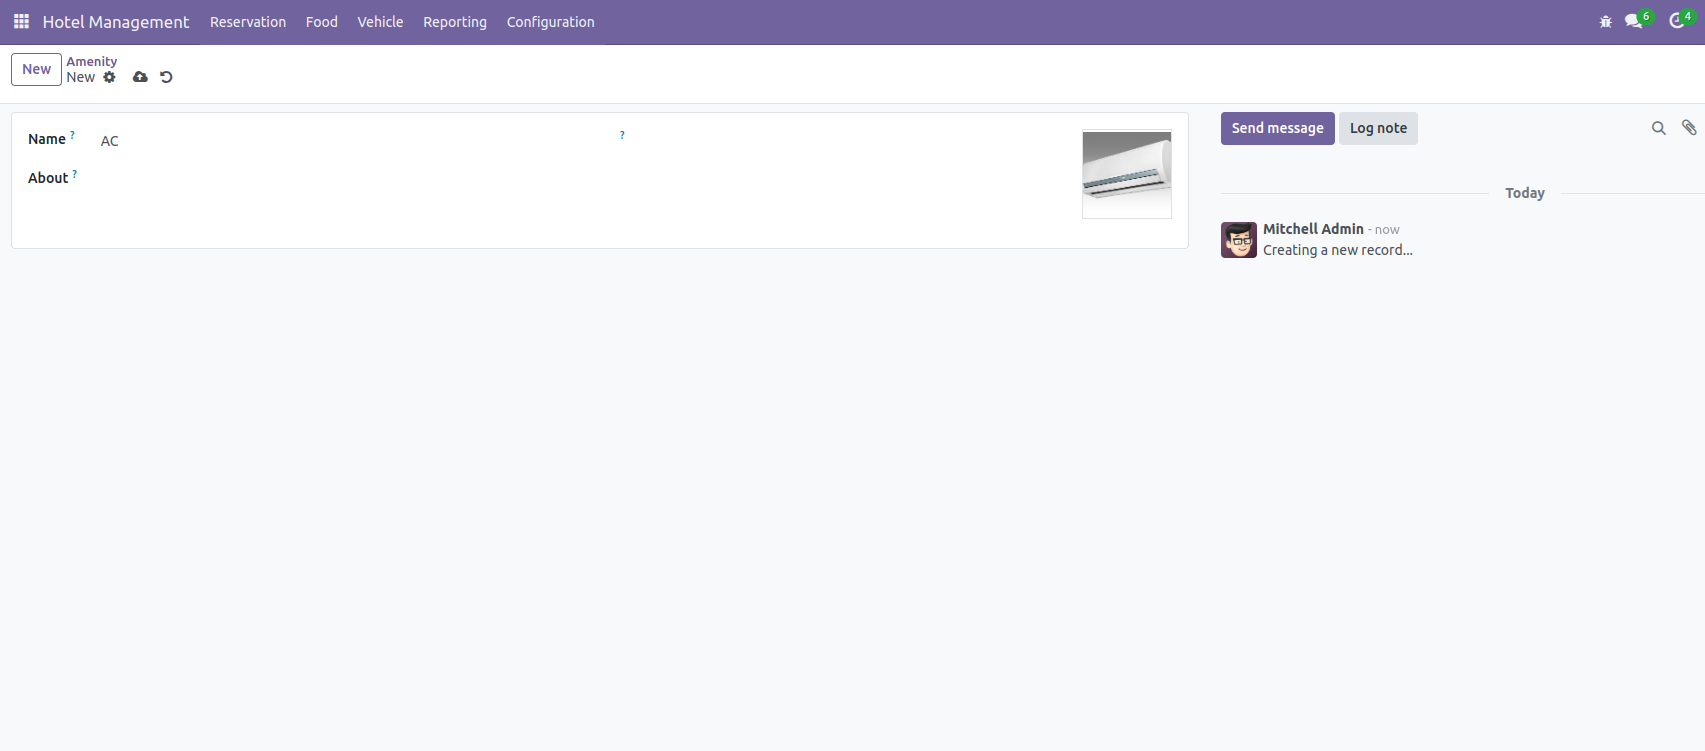 Hotel Management Reservation Food Vehicle Reporting Configuration 6 4
New Amenity
New
Name ? AC ?
About ?
Send message Log note
Today
Mitchell Admin - now
Creating a new record...